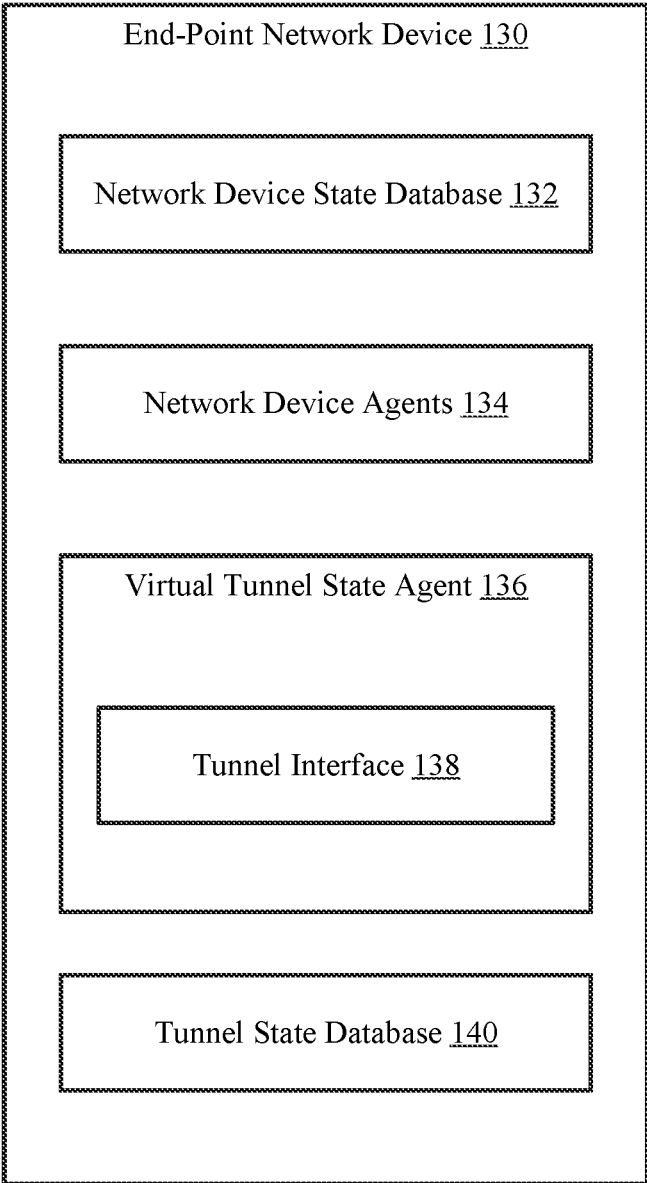 End-Point Network Device 130
Network Device State Database 132
Network Device Agents 134
Virtual Tunnel State Agent 136
Tunnel Interface 138
Tunnel State Database 140